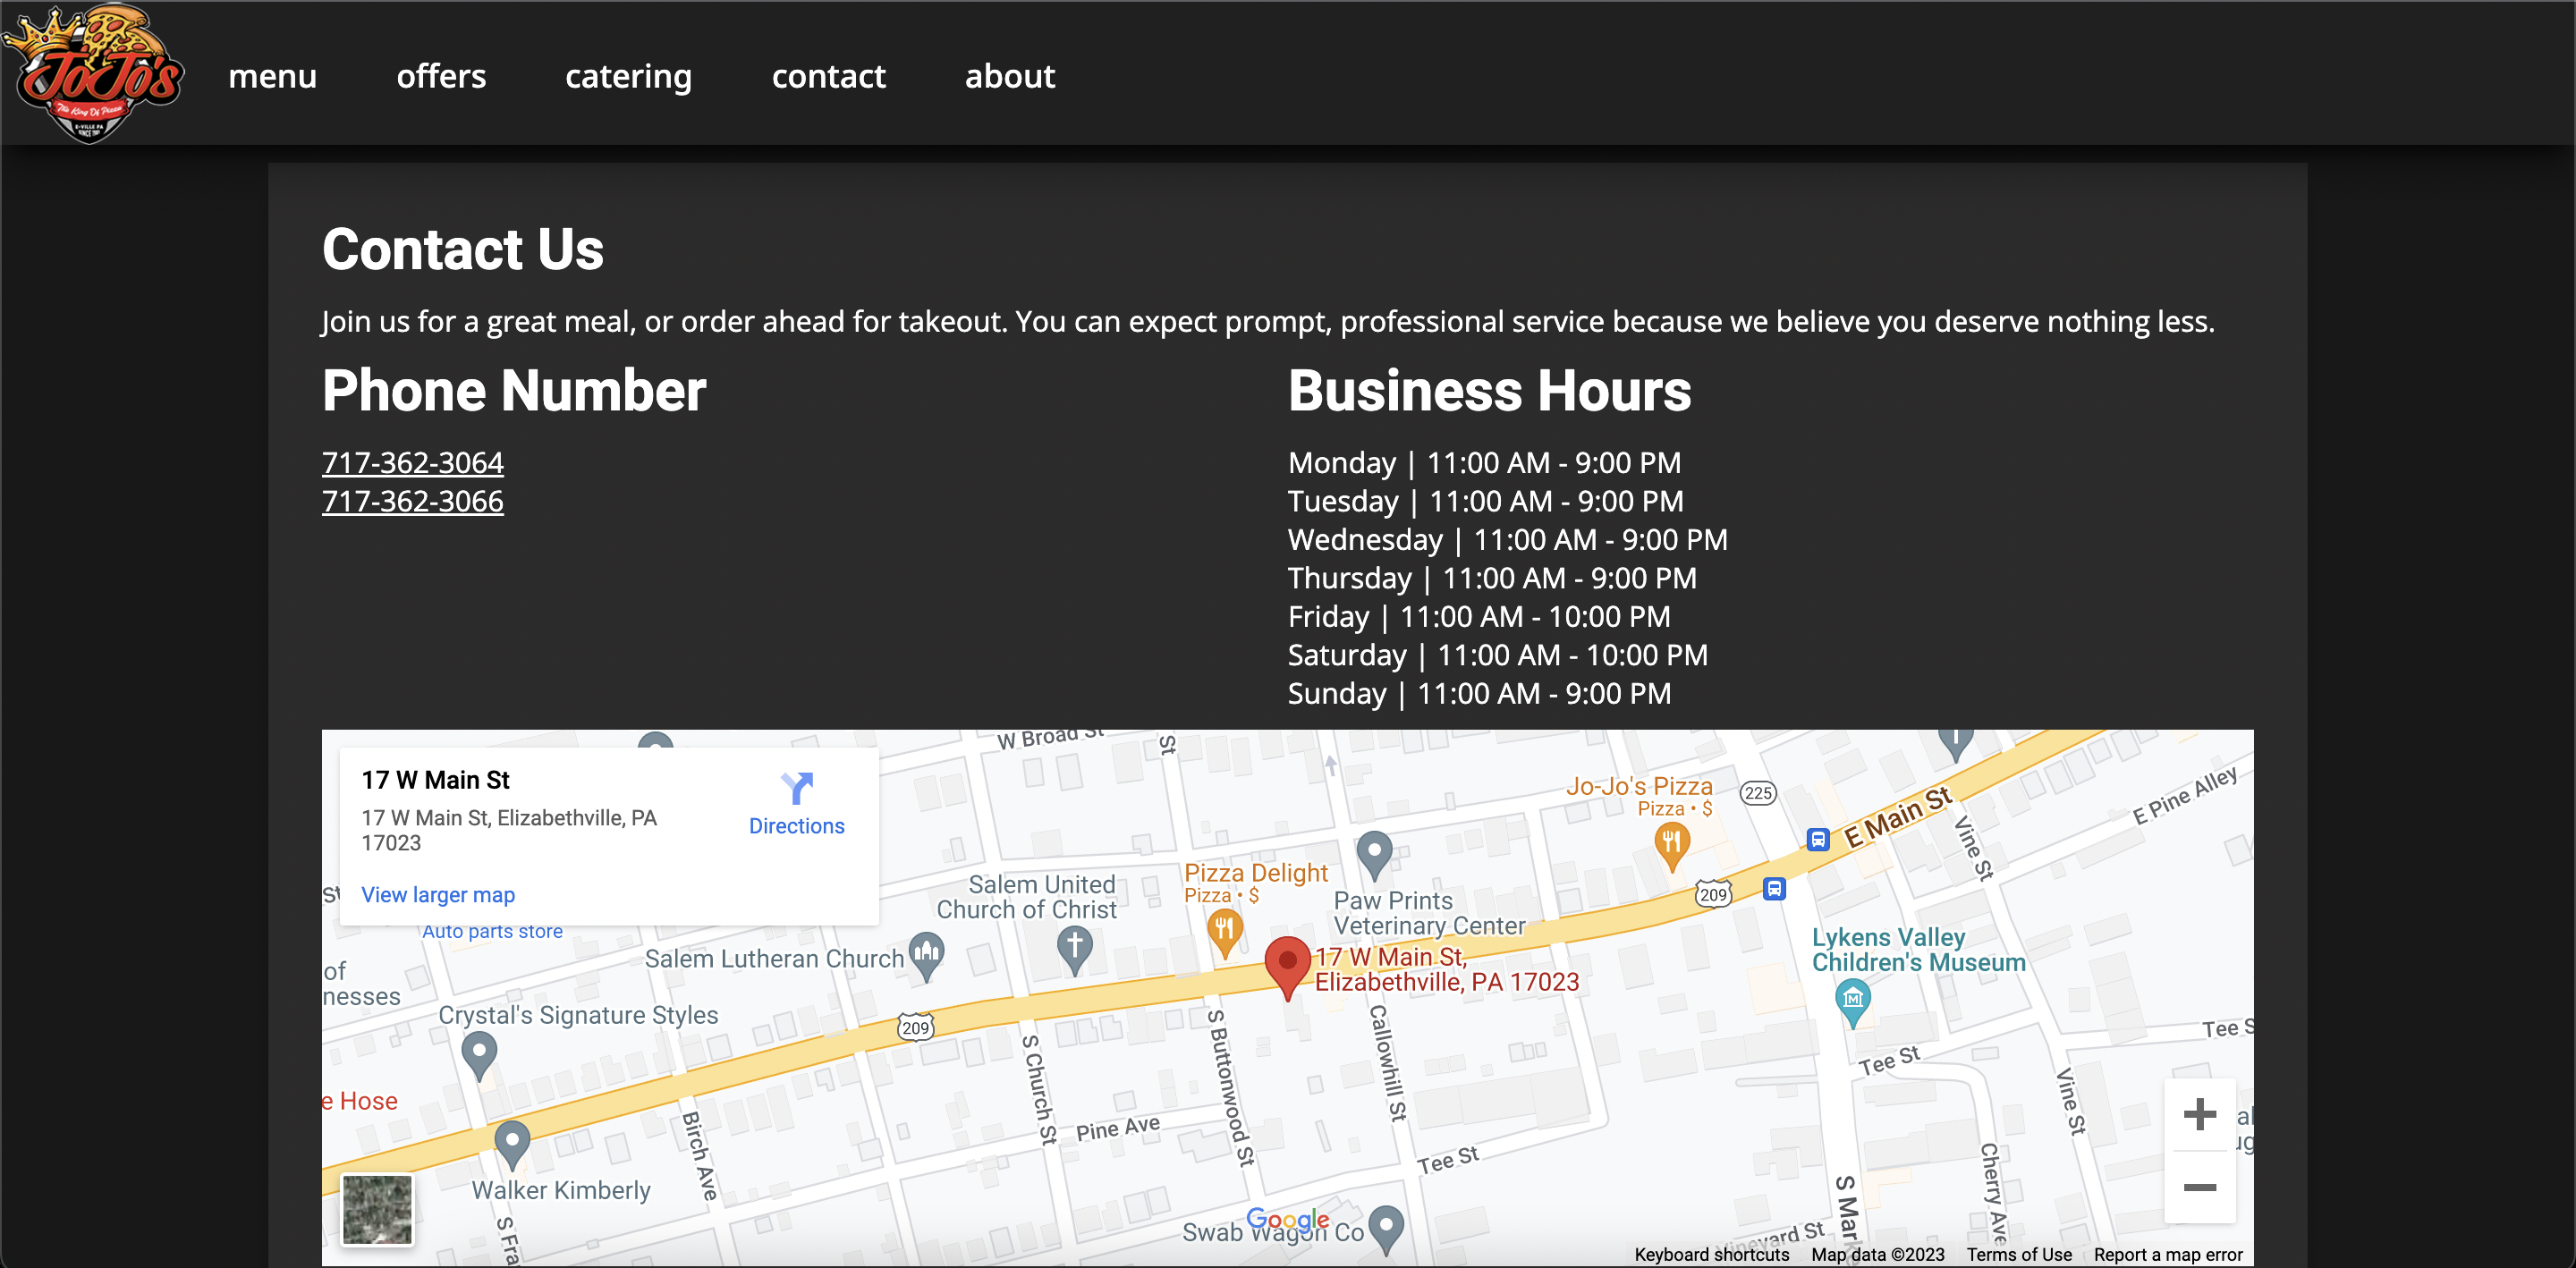 JoJo's
The King Of Pizza
E-VILLE PA
menu
offers
catering
contact
about
Contact Us
Join us for a great meal, or order ahead for takeout. You can expect prompt, professional service because we believe you deserve nothing less.
Phone Number
717-362-3064
717-362-3066
Business Hours
Monday | 11:00 AM - 9:00 PM
Tuesday | 11:00 AM - 9:00 PM
Wednesday | 11:00 AM - 9:00 PM
Thursday | 11:00 AM - 9:00 PM
Friday | 11:00 AM - 10:00 PM
Saturday | 11:00 AM - 10:00 PM
Sunday | 11:00 AM - 9:00 PM
17 W Main St
17 W Main St, Elizabethville, PA
17023
Directions
View larger map
Auto parts store
W Broad St
St
Jo-Jo's Pizza
Pizza • $
225
E Main St
Vine St
E Pine Alley
Salem United
Church of Christ
Pizza Delight
Pizza • $
Paw Prints
Veterinary Center
209
Salem Lutheran Church
17 W Main St,
Elizabethville, PA 17023
Lykens Valley
Children's Museum
of
nesses
Crystal's Signature Styles
209
S Church St
S Buttonwood St
Callowhill St
Tee S
Tee St
Vine St
e Hose
Birch Ave
Pine Ave
Tee St
Cherry Ave
Walker Kimberly
S Fra
S Mark
Swab Wagon Co
Google
Vineyard St
Keyboard shortcuts
Map data ©2023
Terms of Use
Report a map error